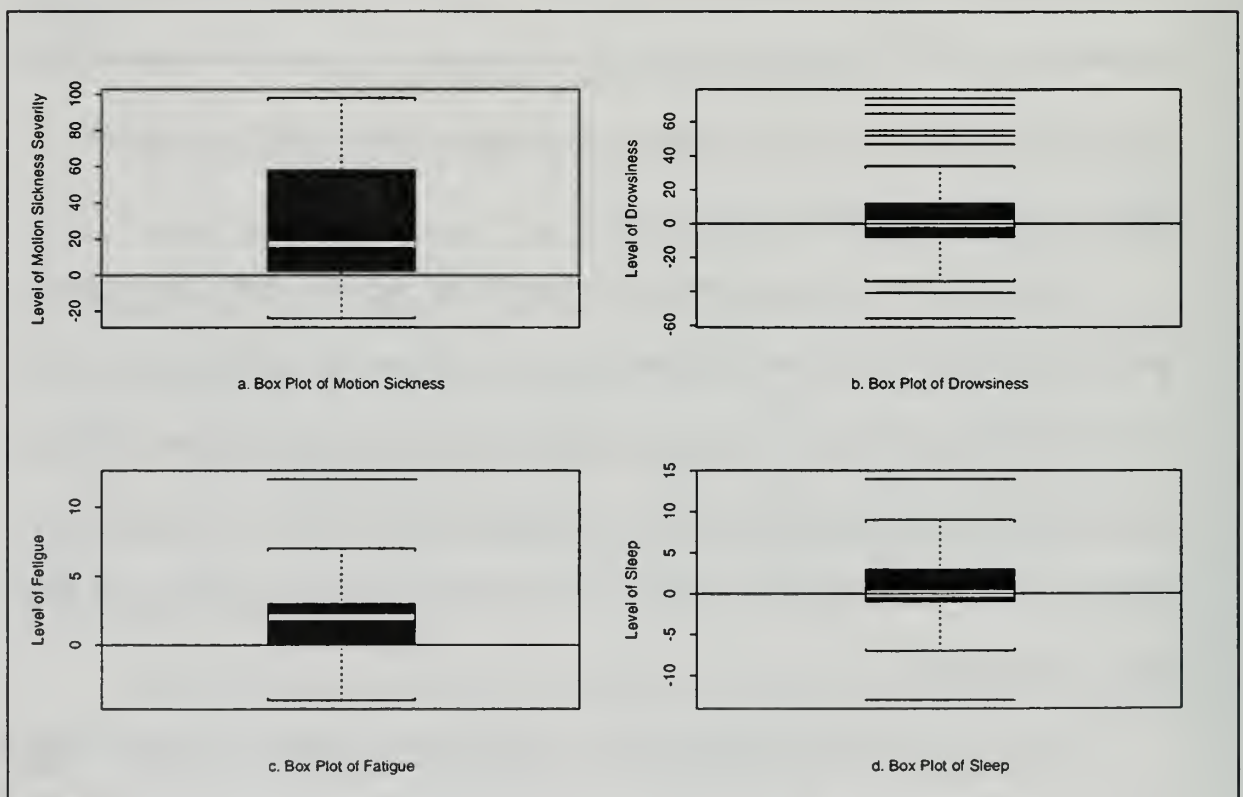 Level of Motion Sickness Severity
100
80
60
40
20
0
-20
a. Box Plot of Motion Sickness
Level of Drowsiness
60
40
20
0
-20
-60
b. Box Plot of Drowsiness
Level of Fatigue
10
5
0
c. Box Plot of Fatigue
Level of Sleep
15
10
5
0
-5
-10
d. Box Plot of Sleep